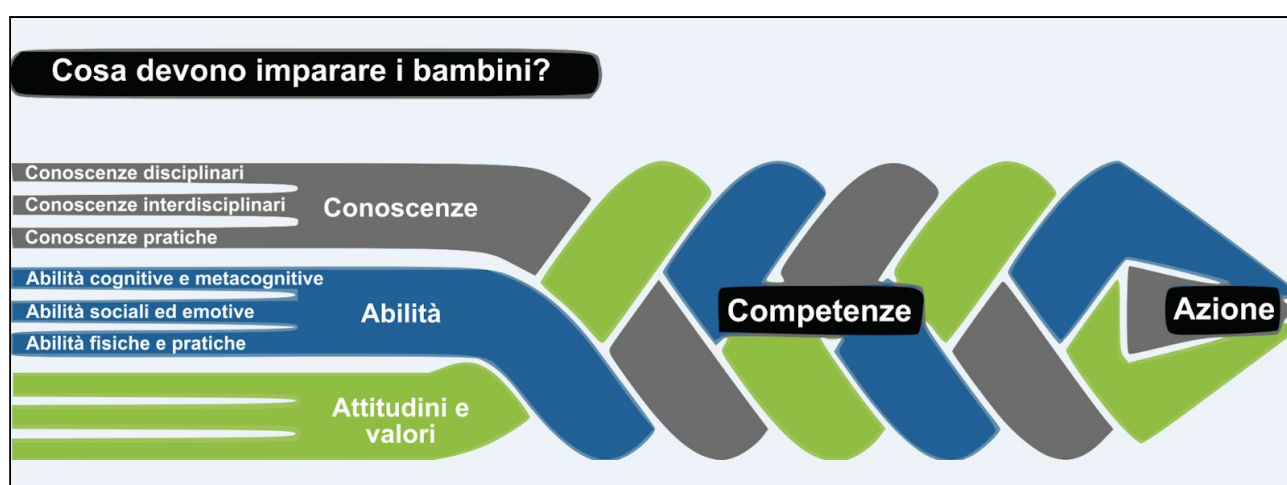 Cosa devono imparare i bambini?
Conoscenze disciplinari
Conoscenze interdisciplinari
Conoscenze pratiche
Conoscenze
Abilità cognitive e metacognitive
Abilità sociali ed emotive
Abilità fisiche e pratiche
Abilità
Attitudini e
valori
Competenze
Azione